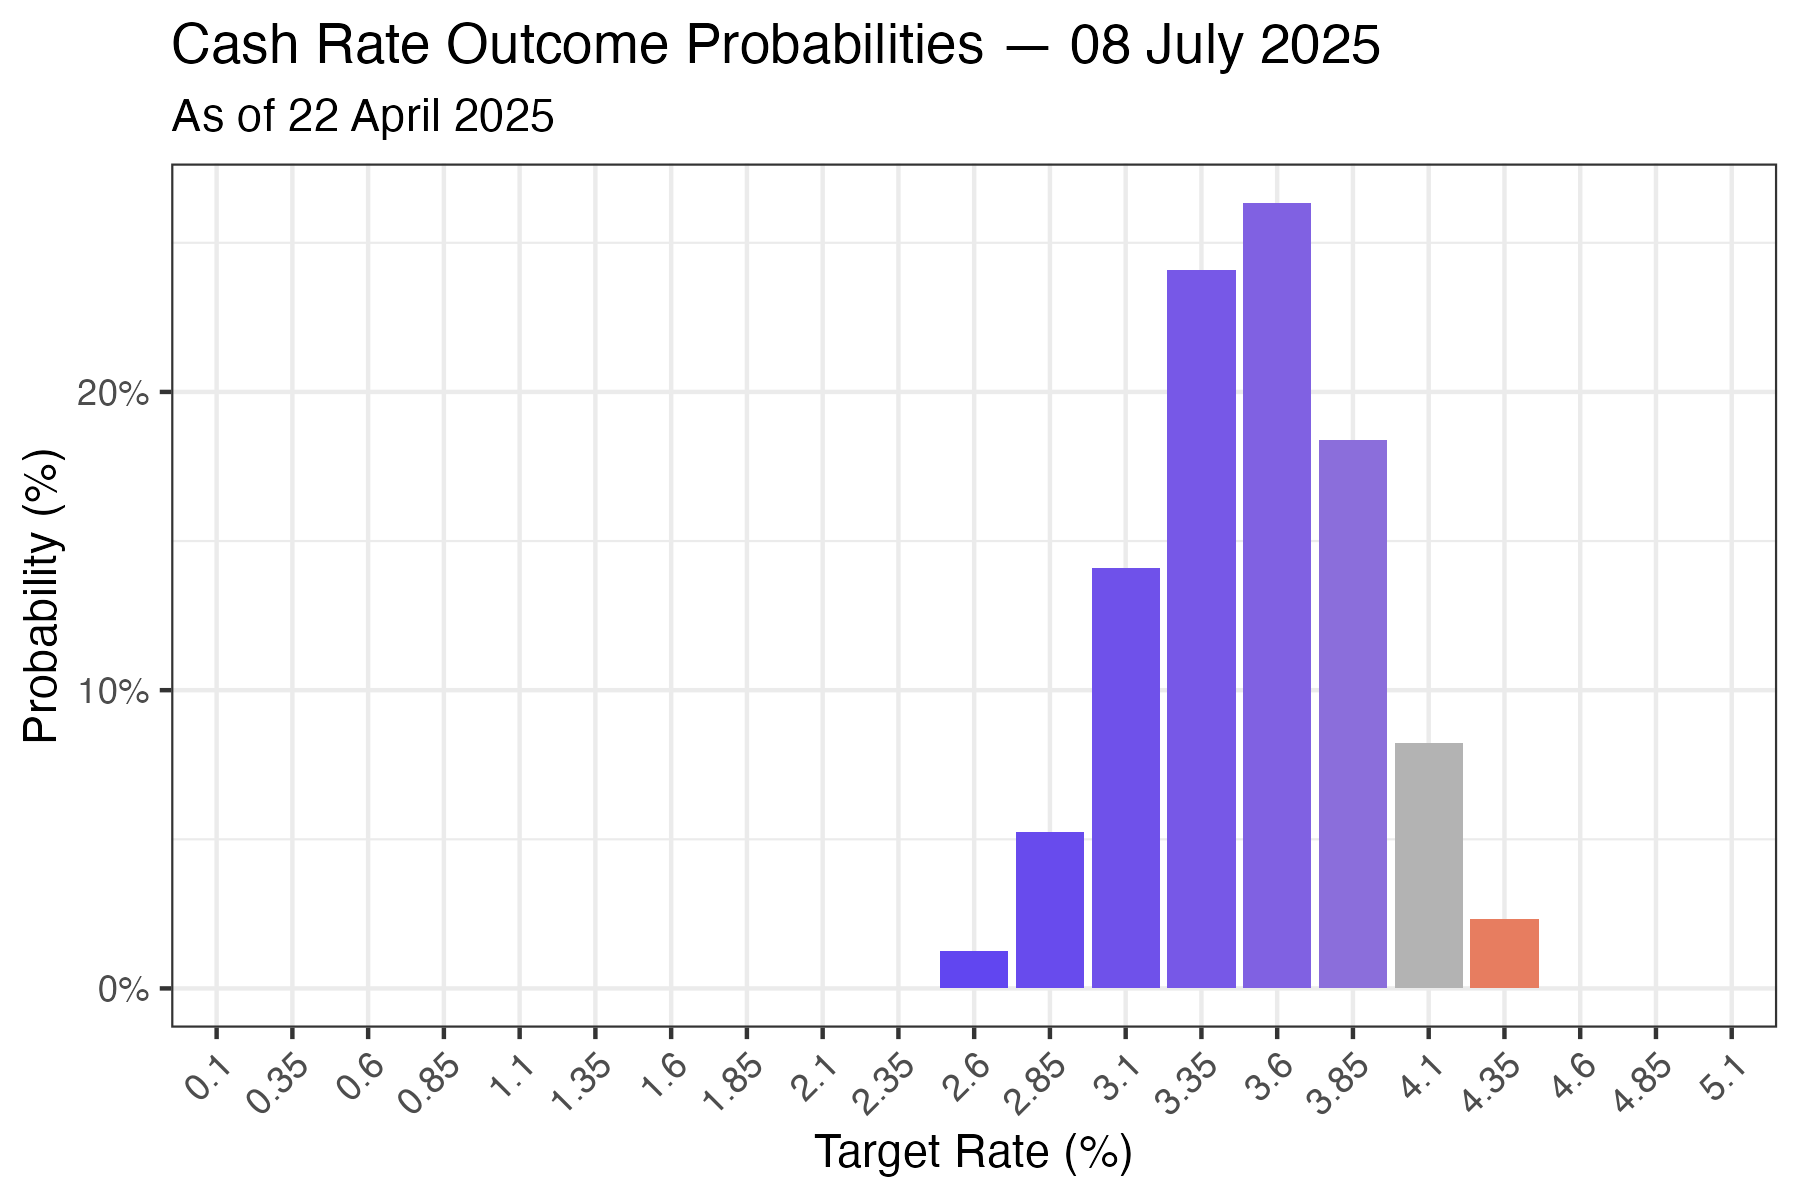 Cash Rate Outcome Probabilities — 08 July 2025
As of 22 April 2025
Probability (%)
20%
10%
0%
0.1 0.35 0.6 0.85 1.1 1.35 1.6 1.85 2.1 2.35 2.6 2.85 3.1 3.35 3.6 3.85 4.1 4.35 4.6 4.85 5.1
Target Rate (%)